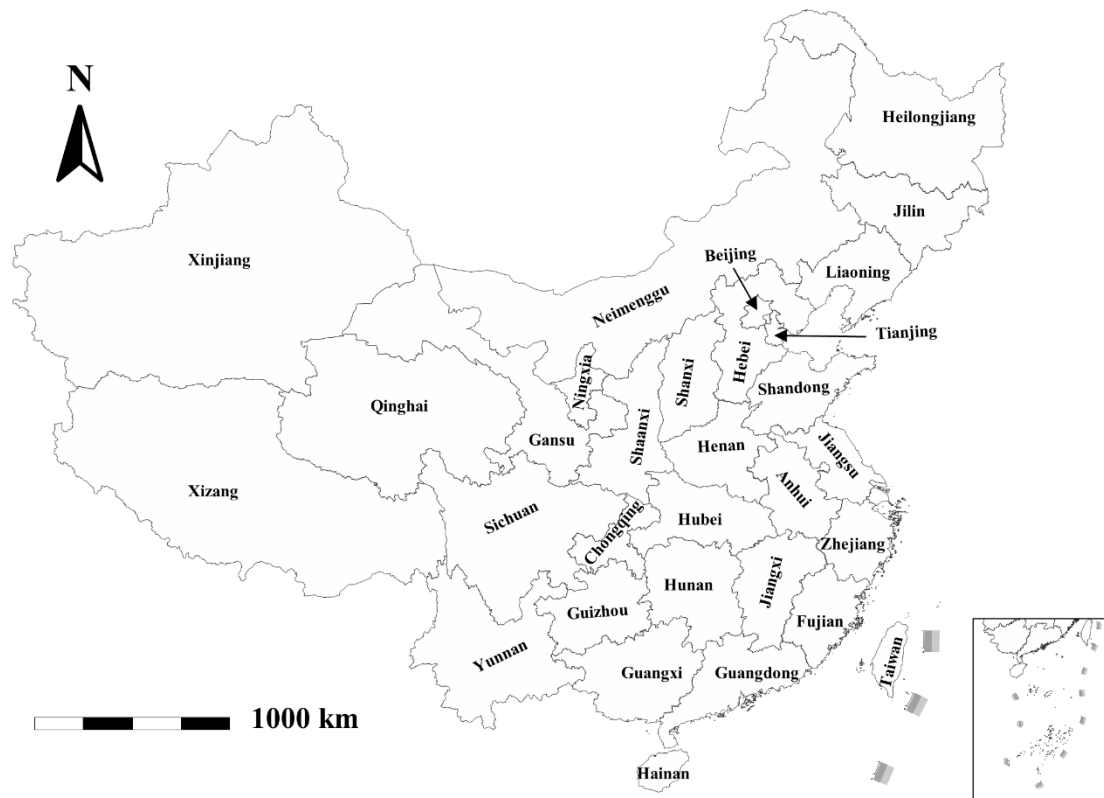 N
Heilongjiang
Jilin
Xinjiang
Beijing
Liaoning
Neimenggu
Tianjing
Ningxia
Shanxi
Hebei
Shandong
Qinghai
Gansu
Shaanxi
Henan
Jiangsu
Xizang
Sichuan
Chongqing
Hubei
Anhui
Zhejiang
Guizhou
Hunan
Jiangxi
Fujian
Yunnan
Guangxi
Guangdong
Taiwan
1000 km
Hainan